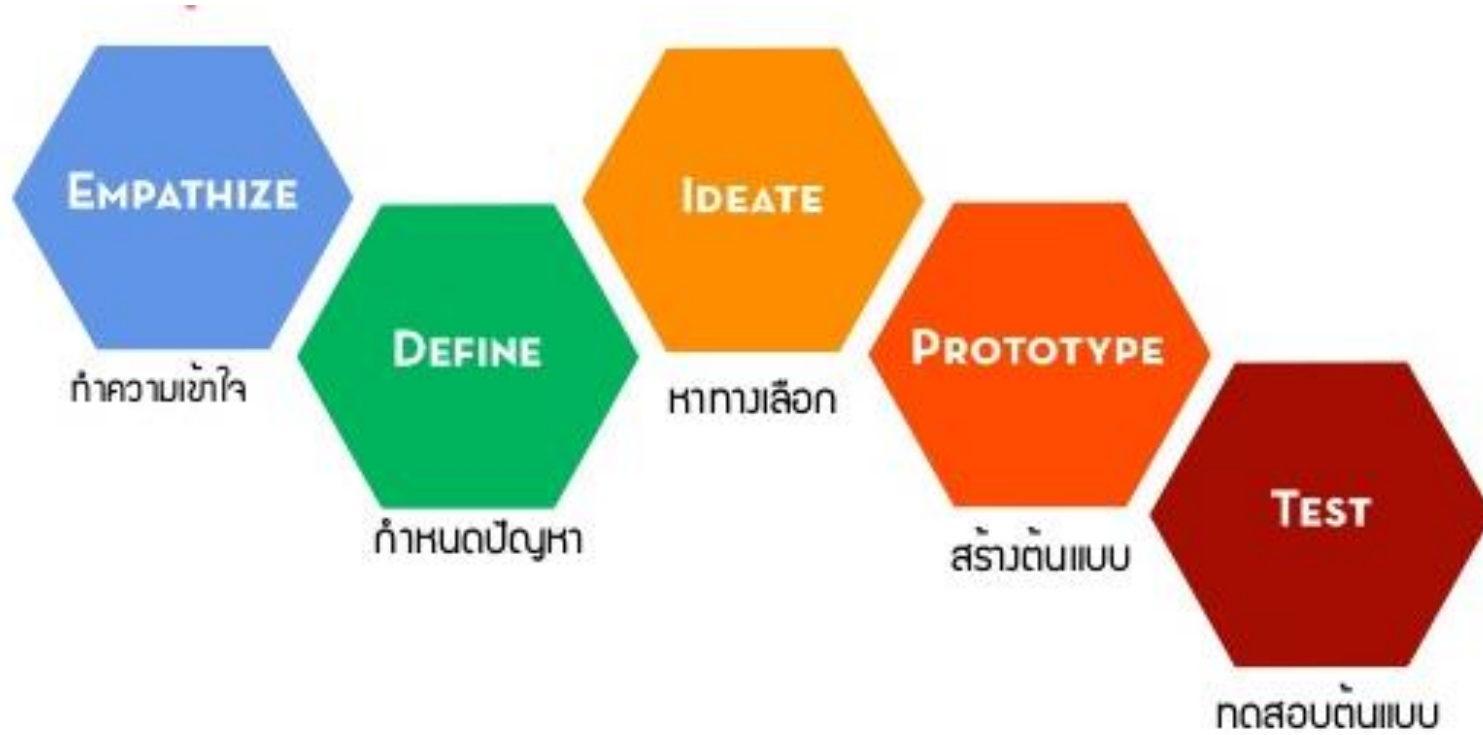 EMPATHIZE
ทำความเข้าใจ
DEFINE
กำหนดปัญหา
IDEATE
หาทางเลือก
PROTOTYPE
สร้างต้นแบบ
TEST
ทดสอบต้นแบบ